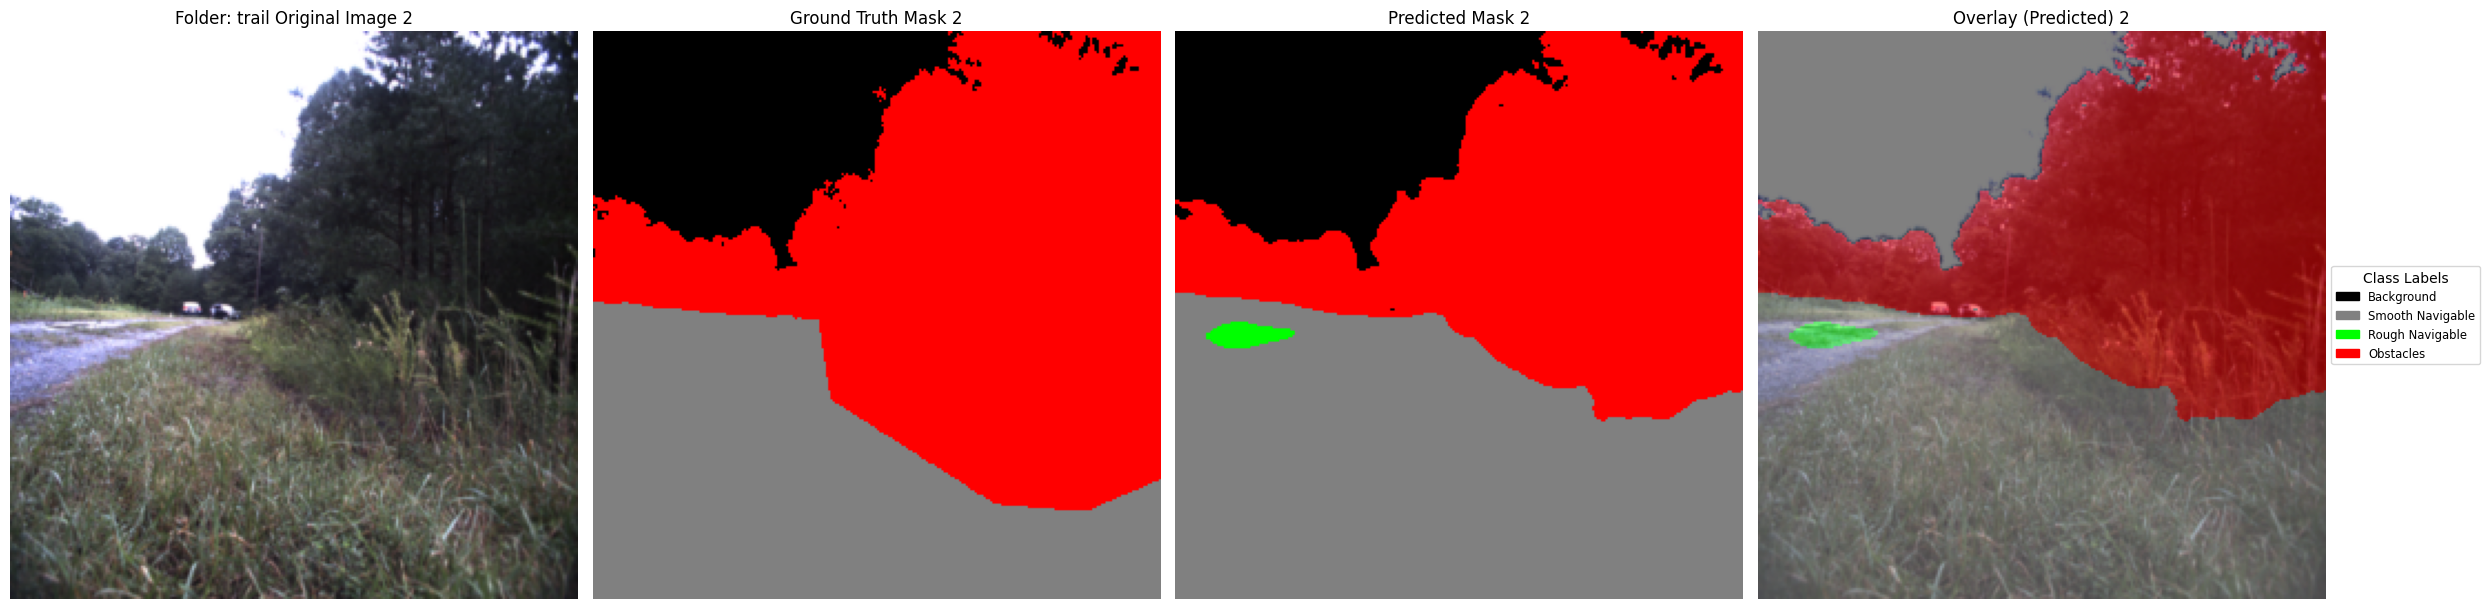 Folder: trail Original Image 2
Ground Truth Mask 2
Predicted Mask 2
Overlay (Predicted) 2
Class Labels
Background
Smooth Navigable
Rough Navigable
Obstacles